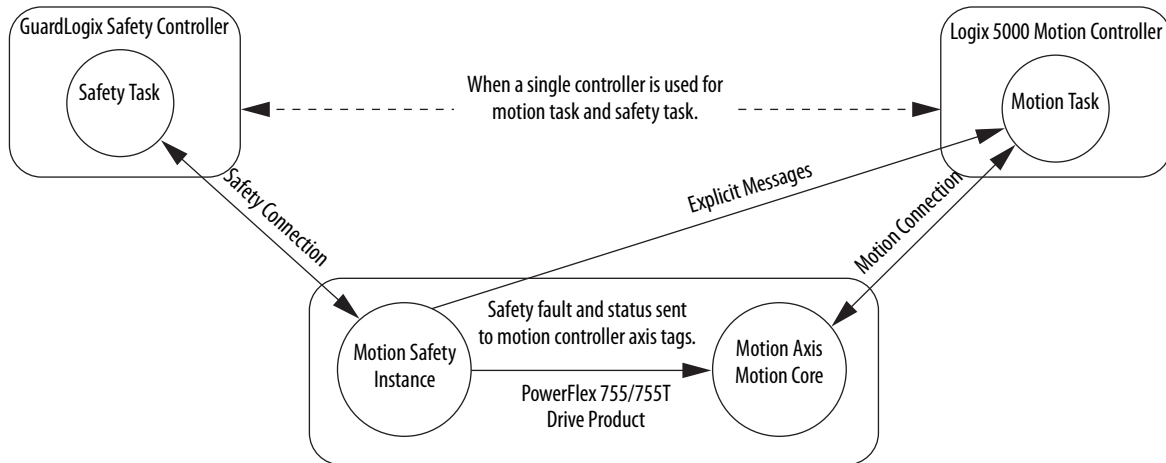 GuardLogix Safety Controller
Logix 5000 Motion Controller
Safety Task
When a single controller is used for
motion task and safety task.
Motion Task
Safety Connection
Explicit Messages
Motion Connection
Safety fault and status sent
to motion controller axis tags.
Motion Safety
Instance
Motion Axis
Motion Core
PowerFlex 755/755T
Drive Product